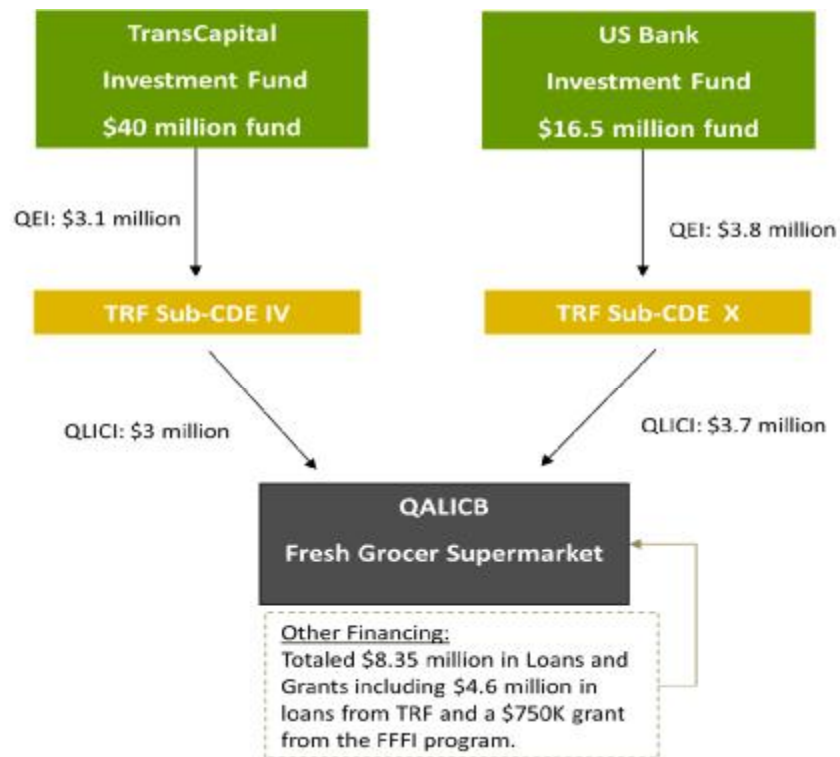 TransCapital
Investment Fund
$40 million fund
US Bank
Investment Fund
$16.5 million fund
QEI: $3.1 million
QEI: $3.8 million
TRF Sub-CDE IV
TRF Sub-CDE X
QLICI: $3 million
QLICI: $3.7 million
QALICB
Fresh Grocer Supermarket
Other Financing:
Totaled $8.35 million in Loans and
Grants including $4.6 million in
loans from TRF and a $750K grant
from the FFFI program.